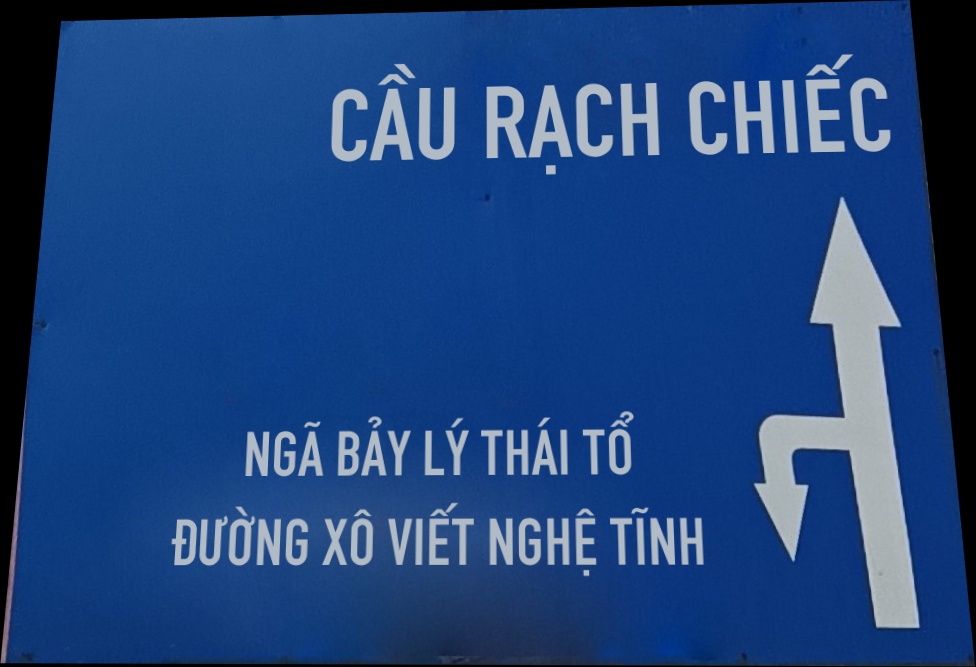 CẦU RẠCH CHIẾC
NGÃ BẢY LÝ THÁI TỔ
ĐƯỜNG XÔ VIẾT NGHỆ TĨNH